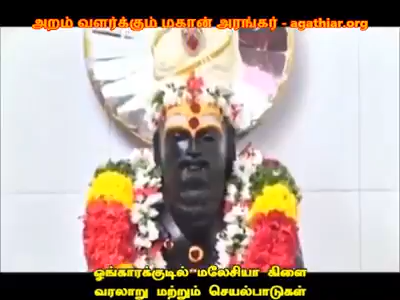 அறம் வளர்க்கும் மகான் அரங்கர் - agathiar.org
ஓங்காரக்குடில் மலேசியா கிளை
வரலாறு மற்றும் செயல்பாடுகள்